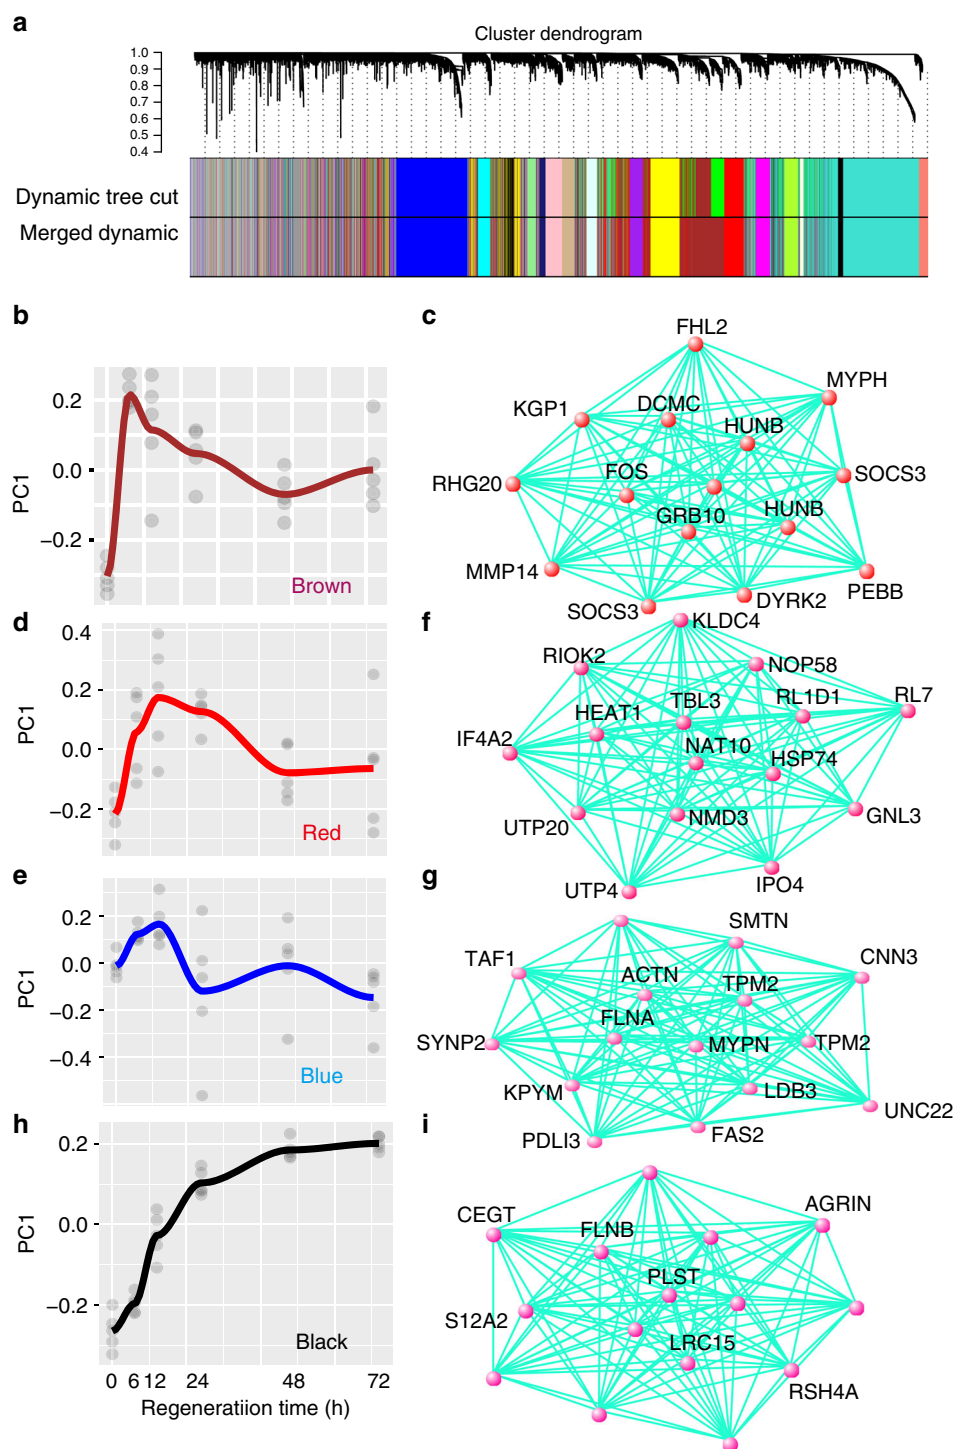 a
Cluster dendrogram
1.0
0.9
0.8
0.7
0.6
0.5
0.4
Dynamic tree cut
Merged dynamic
b
PC1
0.2
0.0
−0.2
Brown
c
FHL2
MYPH
KGP1
DCMC
HUNB
RHG20
FOS
SOCS3
GRB10
HUNB
MMP14
PEBB
SOCS3
DYRK2
d
PC1
0.4
0.2
0.0
−0.2
Red
f
KLDC4
RIOK2
NOP58
TBL3
RL1D1
RL7
HEAT1
IF4A2
NAT10
HSP74
UTP20
NMD3
GNL3
UTP4
IPO4
e
PC1
0.2
0.0
−0.2
−0.4
Blue
g
SMTN
TAF1
CNN3
ACTN
TPM2
FLNA
SYNP2
MYPN
TPM2
KPYM
LDB3
UNC22
PDLI3
FAS2
h
PC1
0.2
0.0
−0.2
Black
0 6 12 24 48 72
Regeneratiion time (h)
i
CEGT
AGRIN
FLNB
PLST
S12A2
LRC15
RSH4A